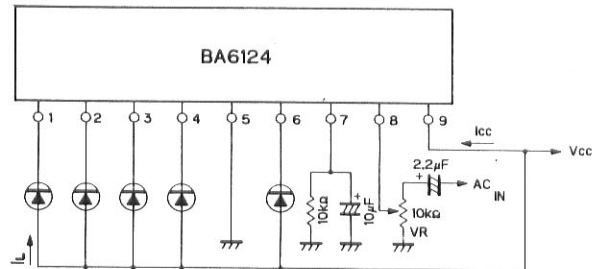 BA6124
1
2
3
4
5
6
7
8
9
Icc
Vcc
2.2µF
+
AC IN
10kΩ
+
10µF
10kΩ
VR
IL